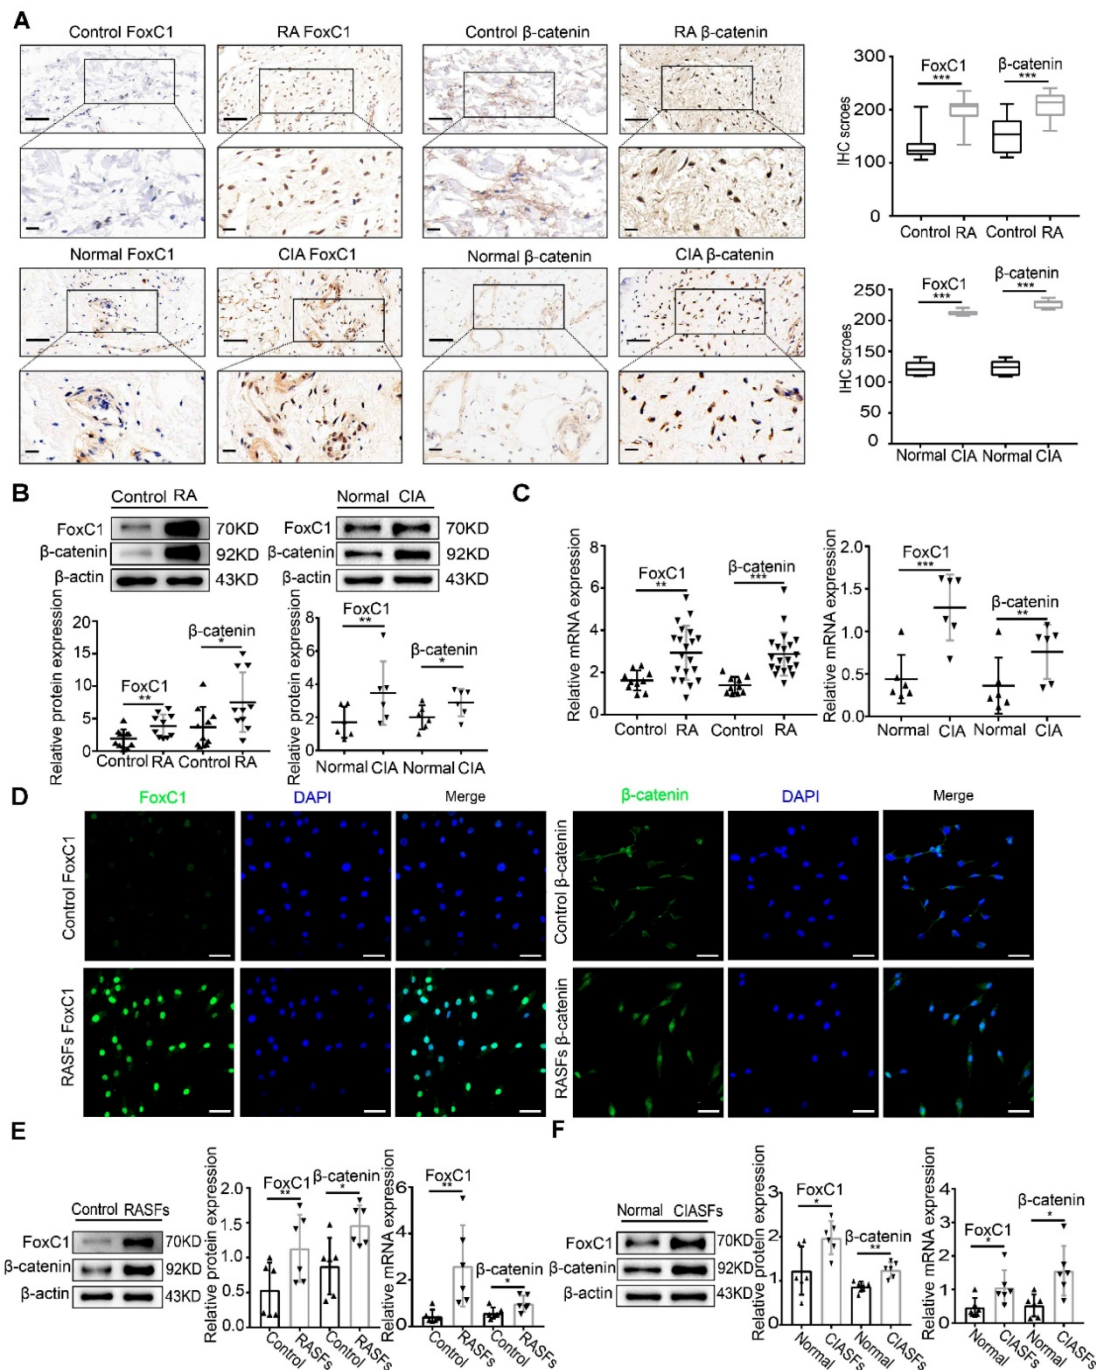 A
Control FoxC1
RA FoxC1
Control β-catenin
RA β-catenin
IHC scroes
300
200
100
0
FoxC1
***
β-catenin
***
Control RA
Control RA
Normal FoxC1
CIA FoxC1
Normal β-catenin
CIA β-catenin
IHC scroes
250
200
150
100
50
0
FoxC1
***
β-catenin
***
Normal CIA
Normal CIA
B
Control RA
FoxC1 70KD
β-catenin 92KD
β-actin 43KD
Relative protein expression
20
15
10
5
0
FoxC1
**
β-catenin
*
Control RA
Control RA
Normal CIA
FoxC1 70KD
β-catenin 92KD
β-actin 43KD
8
6
4
2
0
FoxC1
**
β-catenin
*
Normal CIA
Normal CIA
C
Relative mRNA expression
8
6
4
2
0
FoxC1
**
β-catenin
***
Control RA
Control RA
Relative mRNA expression
2.0
1.5
1.0
0.5
0.0
FoxC1
***
β-catenin
**
Normal CIA
Normal CIA
D
FoxC1
DAPI
Merge
β-catenin
DAPI
Merge
Control FoxC1
Control β-catenin
RASFs FoxC1
RASFs β-catenin
E
Control RASFs
FoxC1 70KD
β-catenin 92KD
β-actin 43KD
Relative protein expression
2.0
1.5
1.0
0.5
0.0
FoxC1
**
β-catenin
*
Control
RASFs
Control
RASFs
Relative mRNA expression
6
4
2
0
FoxC1
**
β-catenin
*
Control
RASFs
Control
RASFs
F
Normal CIASFs
FoxC1 70KD
β-catenin 92KD
β-actin 43KD
Relative protein expression
3
2
1
0
FoxC1
*
β-catenin
**
Normal
CIASFs
Normal
CIASFs
Relative mRNA expression
4
3
2
1
0
FoxC1
*
β-catenin
*
Normal
CIASFs
Normal
CIASFs